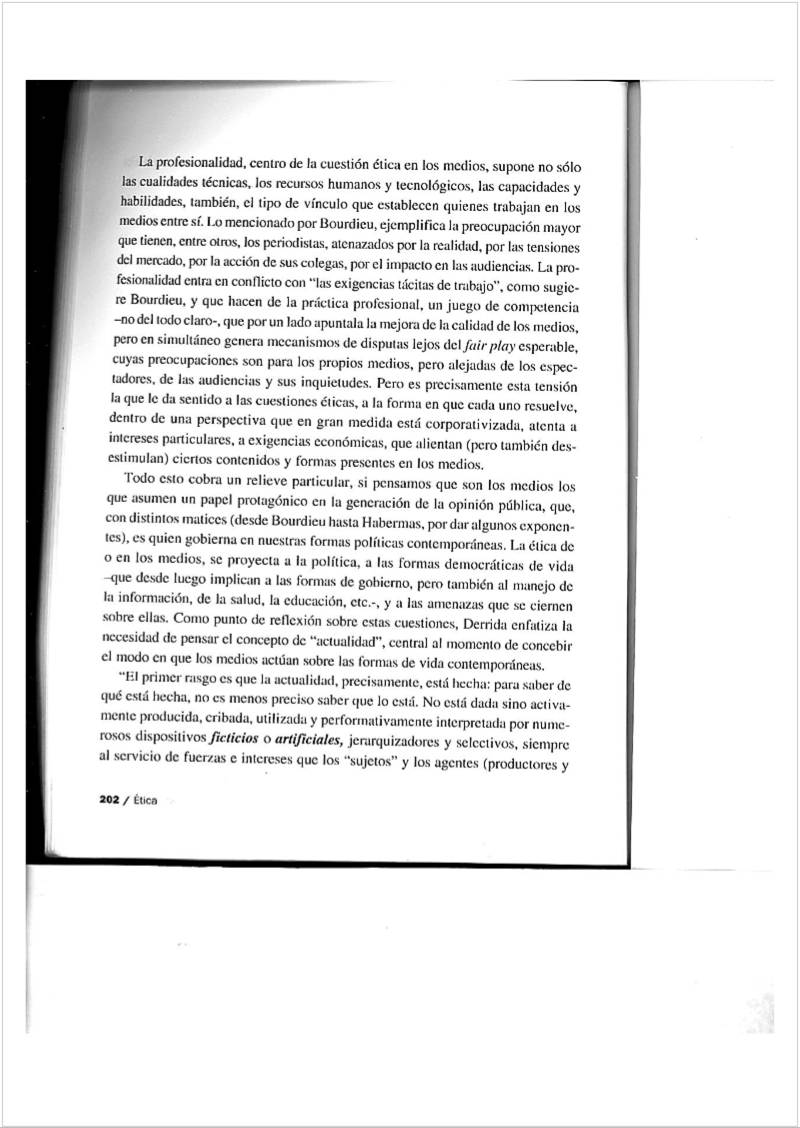 La profesionalidad, centro de la cuestión ética en los medios, supone no sólo
las cualidades técnicas, los recursos humanos y tecnológicos, las capacidades y
habilidades, también, el tipo de vínculo que establecen quienes trabajan en los
medios entre sí. Lo mencionado por Bourdieu, ejemplifica la preocupación mayor
que tienen, entre otros, los periodistas, atenazados por la realidad, por las tensiones
del mercado, por la acción de sus colegas, por el impacto en las audiencias. La pro-
fesionalidad entra en conflicto con “las exigencias tácitas de trabajo”, como sugie-
re Bourdieu, y que hacen de la práctica profesional, un juego de competencia
–no del todo claro-, que por un lado apuntala la mejora de la calidad de los medios,
pero en simultáneo genera mecanismos de disputas lejos del fair play esperable,
cuyas preocupaciones son para los propios medios, pero alejadas de los espec-
tadores, de las audiencias y sus inquietudes. Pero es precisamente esta tensión
la que le da sentido a las cuestiones éticas, a la forma en que cada uno resuelve,
dentro de una perspectiva que en gran medida está corporativizada, atenta a
intereses particulares, a exigencias económicas, que alientan (pero también des-
estimulan) ciertos contenidos y formas presentes en los medios.
Todo esto cobra un relieve particular, si pensamos que son los medios los
que asumen un papel protagónico en la generación de la opinión pública, que,
con distintos matices (desde Bourdieu hasta Habermas, por dar algunos exponen-
tes), es quien gobierna en nuestras formas políticas contemporáneas. La ética de
o en los medios, se proyecta a la política, a las formas democráticas de vida
–que desde luego implican a las formas de gobierno, pero también al manejo de
la información, de la salud, la educación, etc.-, y a las amenazas que se ciernen
sobre ellas. Como punto de reflexión sobre estas cuestiones, Derrida enfatiza la
necesidad de pensar el concepto de “actualidad”, central al momento de concebir
el modo en que los medios actúan sobre las formas de vida contemporáneas.
“El primer rasgo es que la actualidad, precisamente, está hecha: para saber de
qué está hecha, no es menos preciso saber que lo está. No está dada sino activa-
mente producida, cribada, utilizada y performativamente interpretada por nume-
rosos dispositivos ficticios o artificiales, jerarquizadores y selectivos, siempre
al servicio de fuerzas e intereses que los “sujetos” y los agentes (productores y
202 / Ética